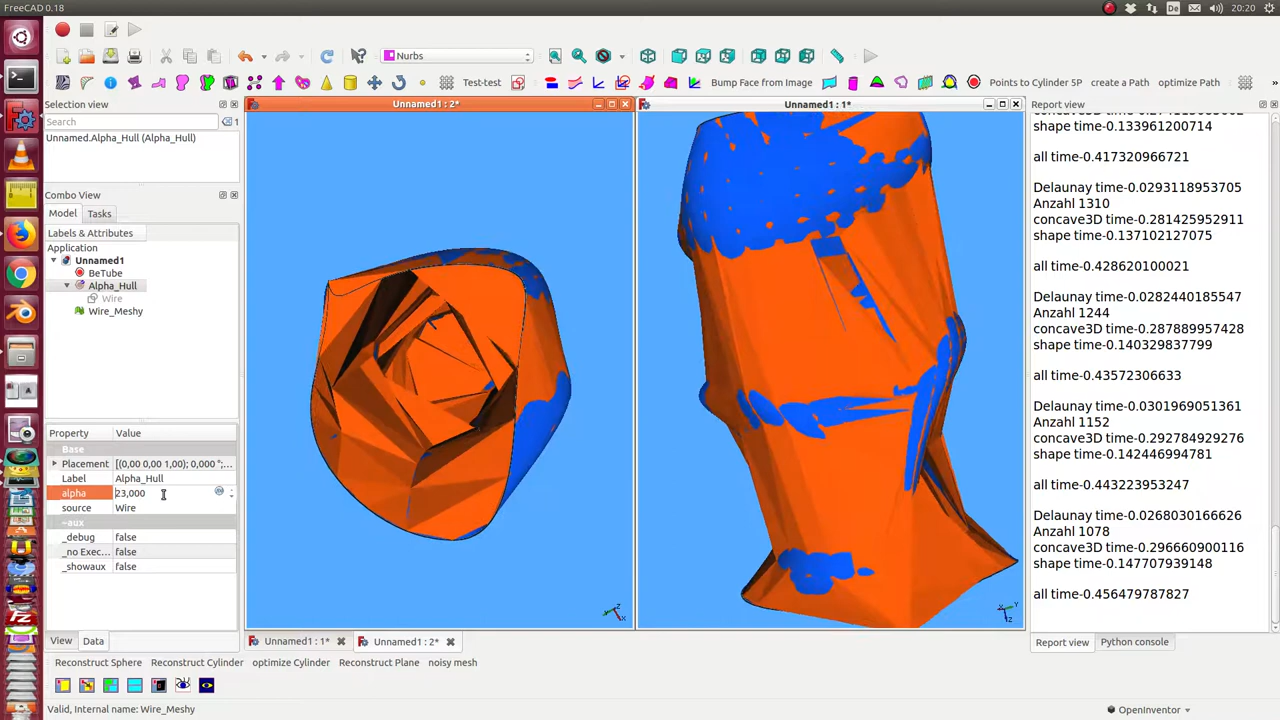 FreeCAD 0.18
De
20:20
Nurbs
Test-test
Bump Face from Image
Points to Cylinder 5P
create a Path
optimize Path
»
Selection view
Search
1
Unnamed.Alpha_Hull (Alpha_Hull)
Combo View
Model
Tasks
Labels & Attributes
Application
Unnamed1
BeTube
Alpha_Hull
Wire
Wire_Meshy
Property
Value
Base
Placement
[(0,00 0,00 1,00); 0,000 °;...
Label
Alpha_Hull
alpha
23,000
source
Wire
~aux
_debug
false
_no Exec...
false
_showaux
false
View
Data
Unnamed1 : 2*
Unnamed1 : 1*
Unnamed1 : 1*
Unnamed1 : 2*
Report view
shape time-0.133961200714
all time-0.417320966721
Delaunay time-0.0293118953705
Anzahl 1310
concave3D time-0.281425952911
shape time-0.137102127075
all time-0.428620100021
Delaunay time-0.0282440185547
Anzahl 1244
concave3D time-0.287889957428
shape time-0.140329837799
all time-0.43572306633
Delaunay time-0.0301969051361
Anzahl 1152
concave3D time-0.292784929276
shape time-0.142446994781
all time-0.443223953247
Delaunay time-0.0268030166626
Anzahl 1078
concave3D time-0.296660900116
shape time-0.147707939148
all time-0.456479787827
Report view
Python console
Reconstruct Sphere
Reconstruct Cylinder
optimize Cylinder
Reconstruct Plane
noisy mesh
Valid, Internal name: Wire_Meshy
OpenInventor